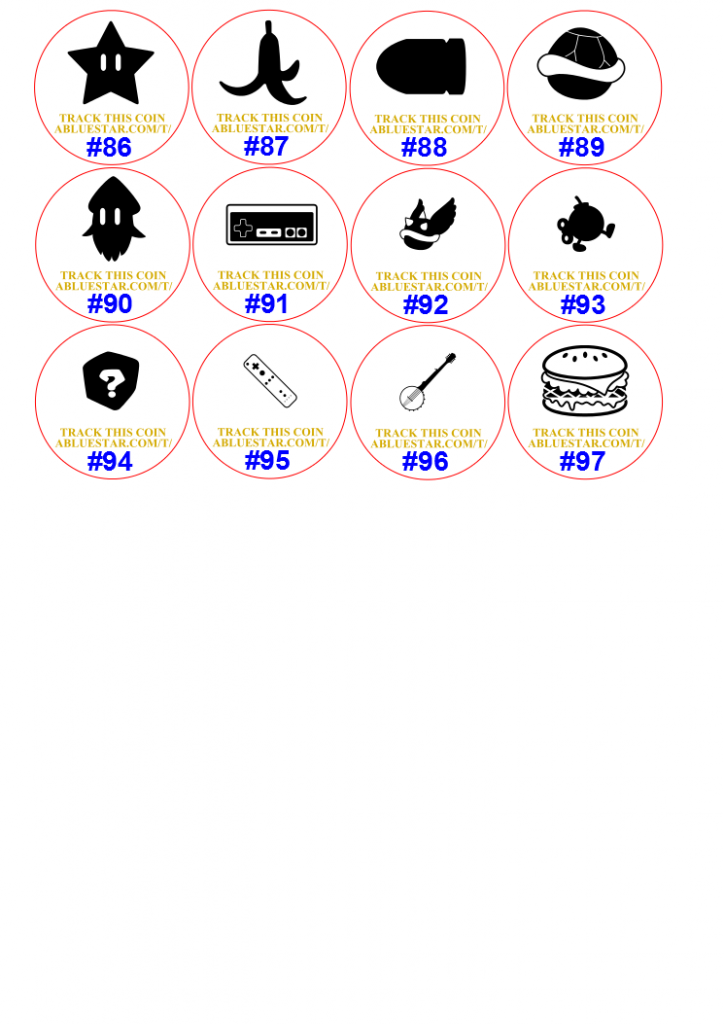 TRACK THIS COIN
ABLUESTAR.COM/T/
#86
TRACK THIS COIN
ABLUESTAR.COM/T/
#87
TRACK THIS COIN
ABLUESTAR.COM/T/
#88
TRACK THIS COIN
ABLUESTAR.COM/T/
#89
TRACK THIS COIN
ABLUESTAR.COM/T/
#90
TRACK THIS COIN
ABLUESTAR.COM/T/
#91
TRACK THIS COIN
ABLUESTAR.COM/T/
#92
TRACK THIS COIN
ABLUESTAR.COM/T/
#93
?
TRACK THIS COIN
ABLUESTAR.COM/T/
#94
TRACK THIS COIN
ABLUESTAR.COM/T/
#95
TRACK THIS COIN
ABLUESTAR.COM/T/
#96
TRACK THIS COIN
ABLUESTAR.COM/T/
#97